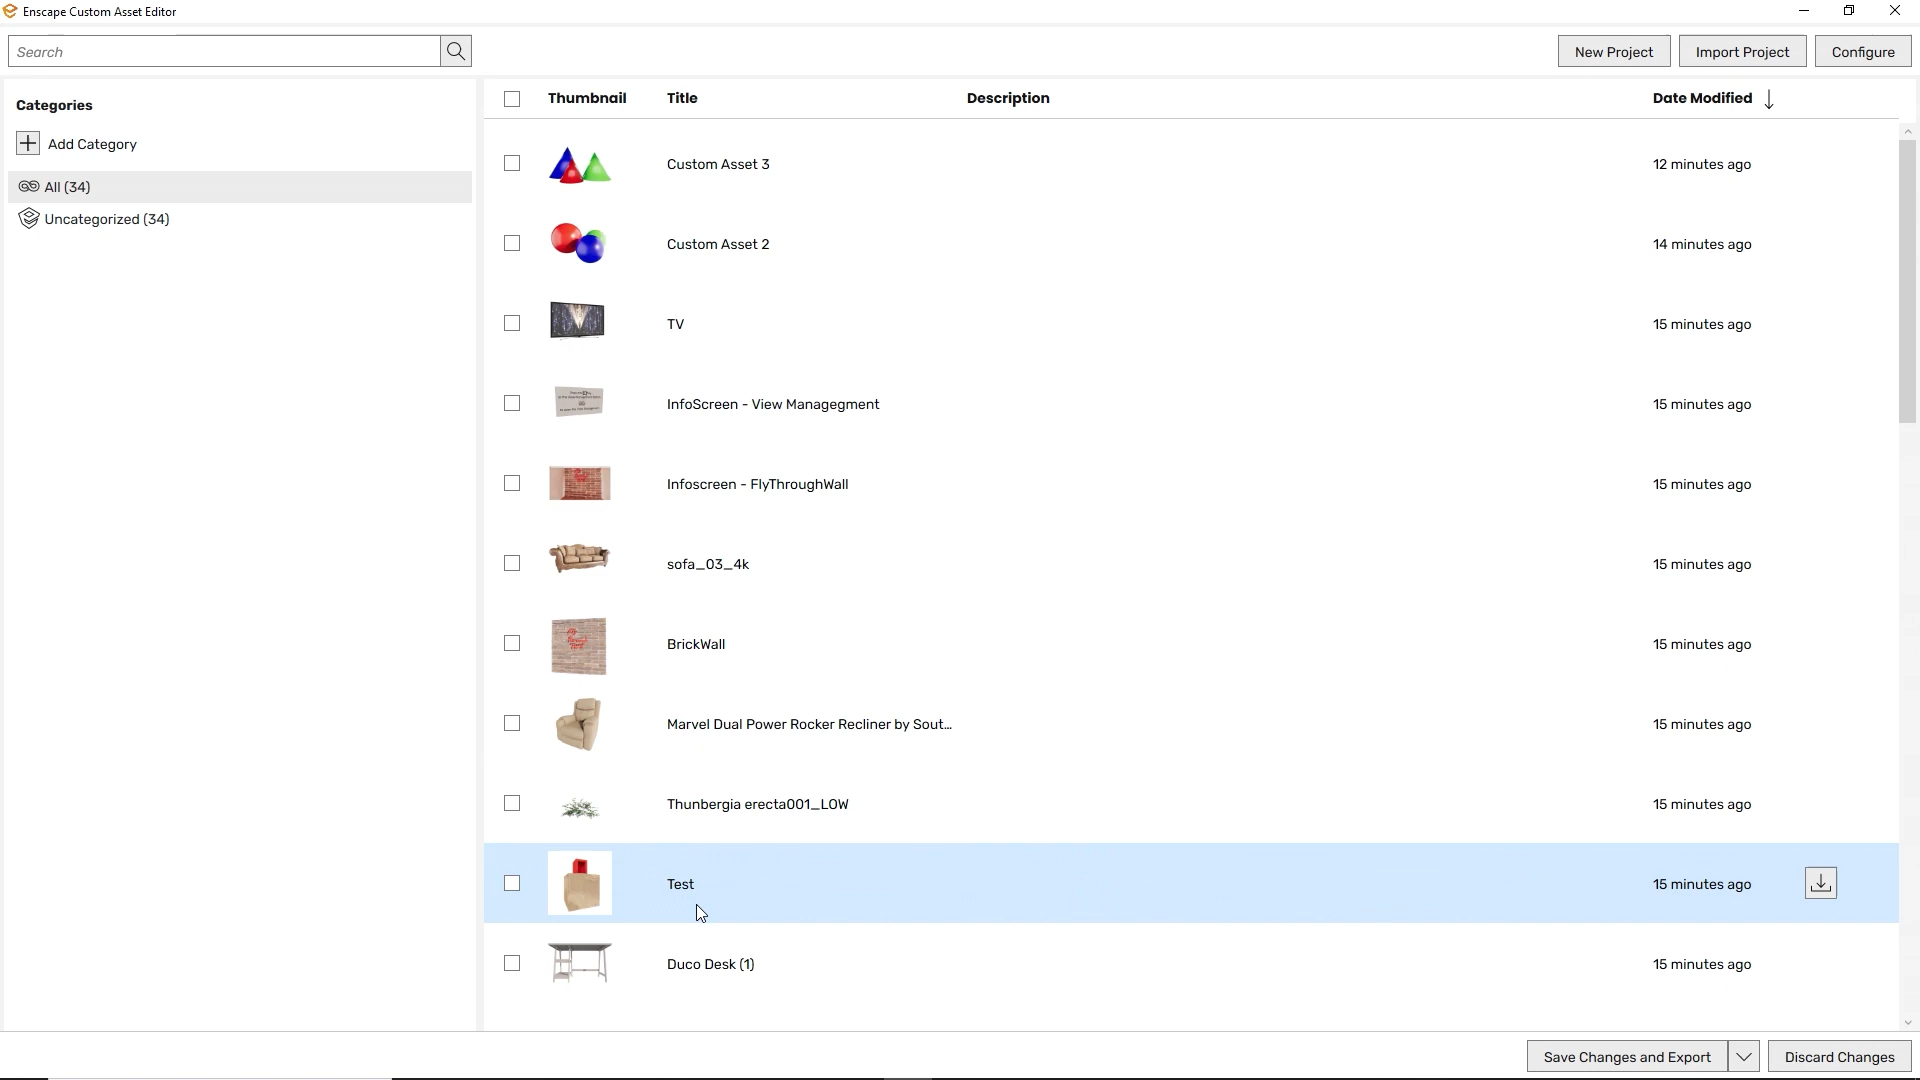 Enscape Custom Asset Editor
Search
New Project
Import Project
Configure
Categories
Add Category
All (34)
Uncategorized (34)
Thumbnail Title Description Date Modified
Custom Asset 3 12 minutes ago
Custom Asset 2 14 minutes ago
TV 15 minutes ago
InfoScreen - View Managegment 15 minutes ago
Infoscreen - FlyThroughWall 15 minutes ago
sofa_03_4k 15 minutes ago
BrickWall 15 minutes ago
Marvel Dual Power Rocker Recliner by Sout... 15 minutes ago
Thunbergia erecta001_LOW 15 minutes ago
Test 15 minutes ago
Duco Desk (1) 15 minutes ago
Save Changes and Export
Discard Changes